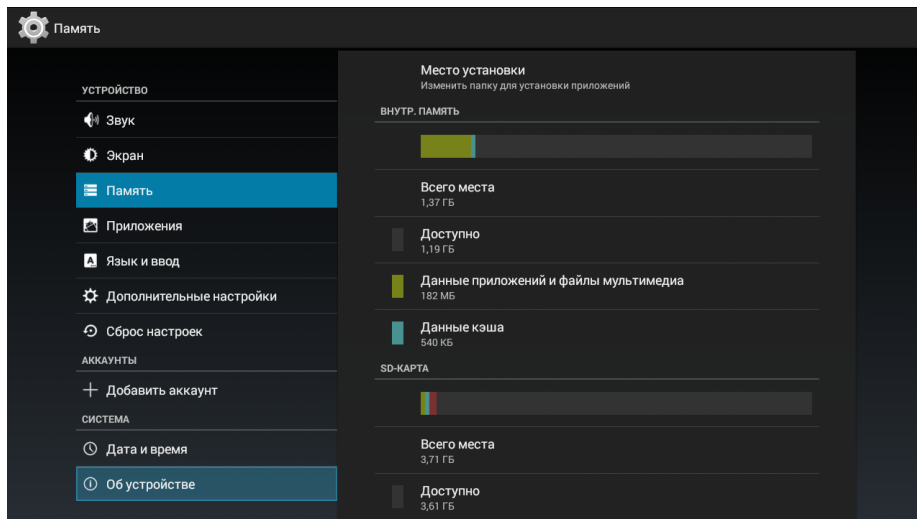 Память
УСТРОЙСТВО
Звук
Экран
Память
Приложения
Язык и ввод
Дополнительные настройки
Сброс настроек
АККАУНТЫ
Добавить аккаунт
СИСТЕМА
Дата и время
Об устройстве
Место установки
Изменить папку для установки приложений
ВНУТР. ПАМЯТЬ
Всего места
1,37 ГБ
Доступно
1,19 ГБ
Данные приложений и файлы мультимедиа
182 МБ
Данные кэша
540 КБ
SD-КАРТА
Всего места
3,71 ГБ
Доступно
3,61 ГБ